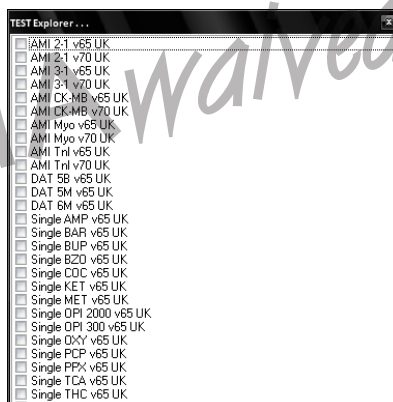 TEST Explorer . . .
AMI 2-1 v65 UK
AMI 2-1 v70 UK
AMI 3-1 v65 UK
AMI 3-1 v70 UK
AMI CK-MB v65 UK
AMI CK-MB v70 UK
AMI Myo v65 UK
AMI Myo v70 UK
AMI TnI v65 UK
AMI TnI v70 UK
DAT 5B v65 UK
DAT 5M v65 UK
DAT 6M v65 UK
Single AMP v65 UK
Single BAR v65 UK
Single BUP v65 UK
Single BZO v65 UK
Single COC v65 UK
Single KET v65 UK
Single MET v65 UK
Single OPI 2000 v65 UK
Single OPI 300 v65 UK
Single OXY v65 UK
Single PCP v65 UK
Single PPX v65 UK
Single TCA v65 UK
Single THC v65 UK